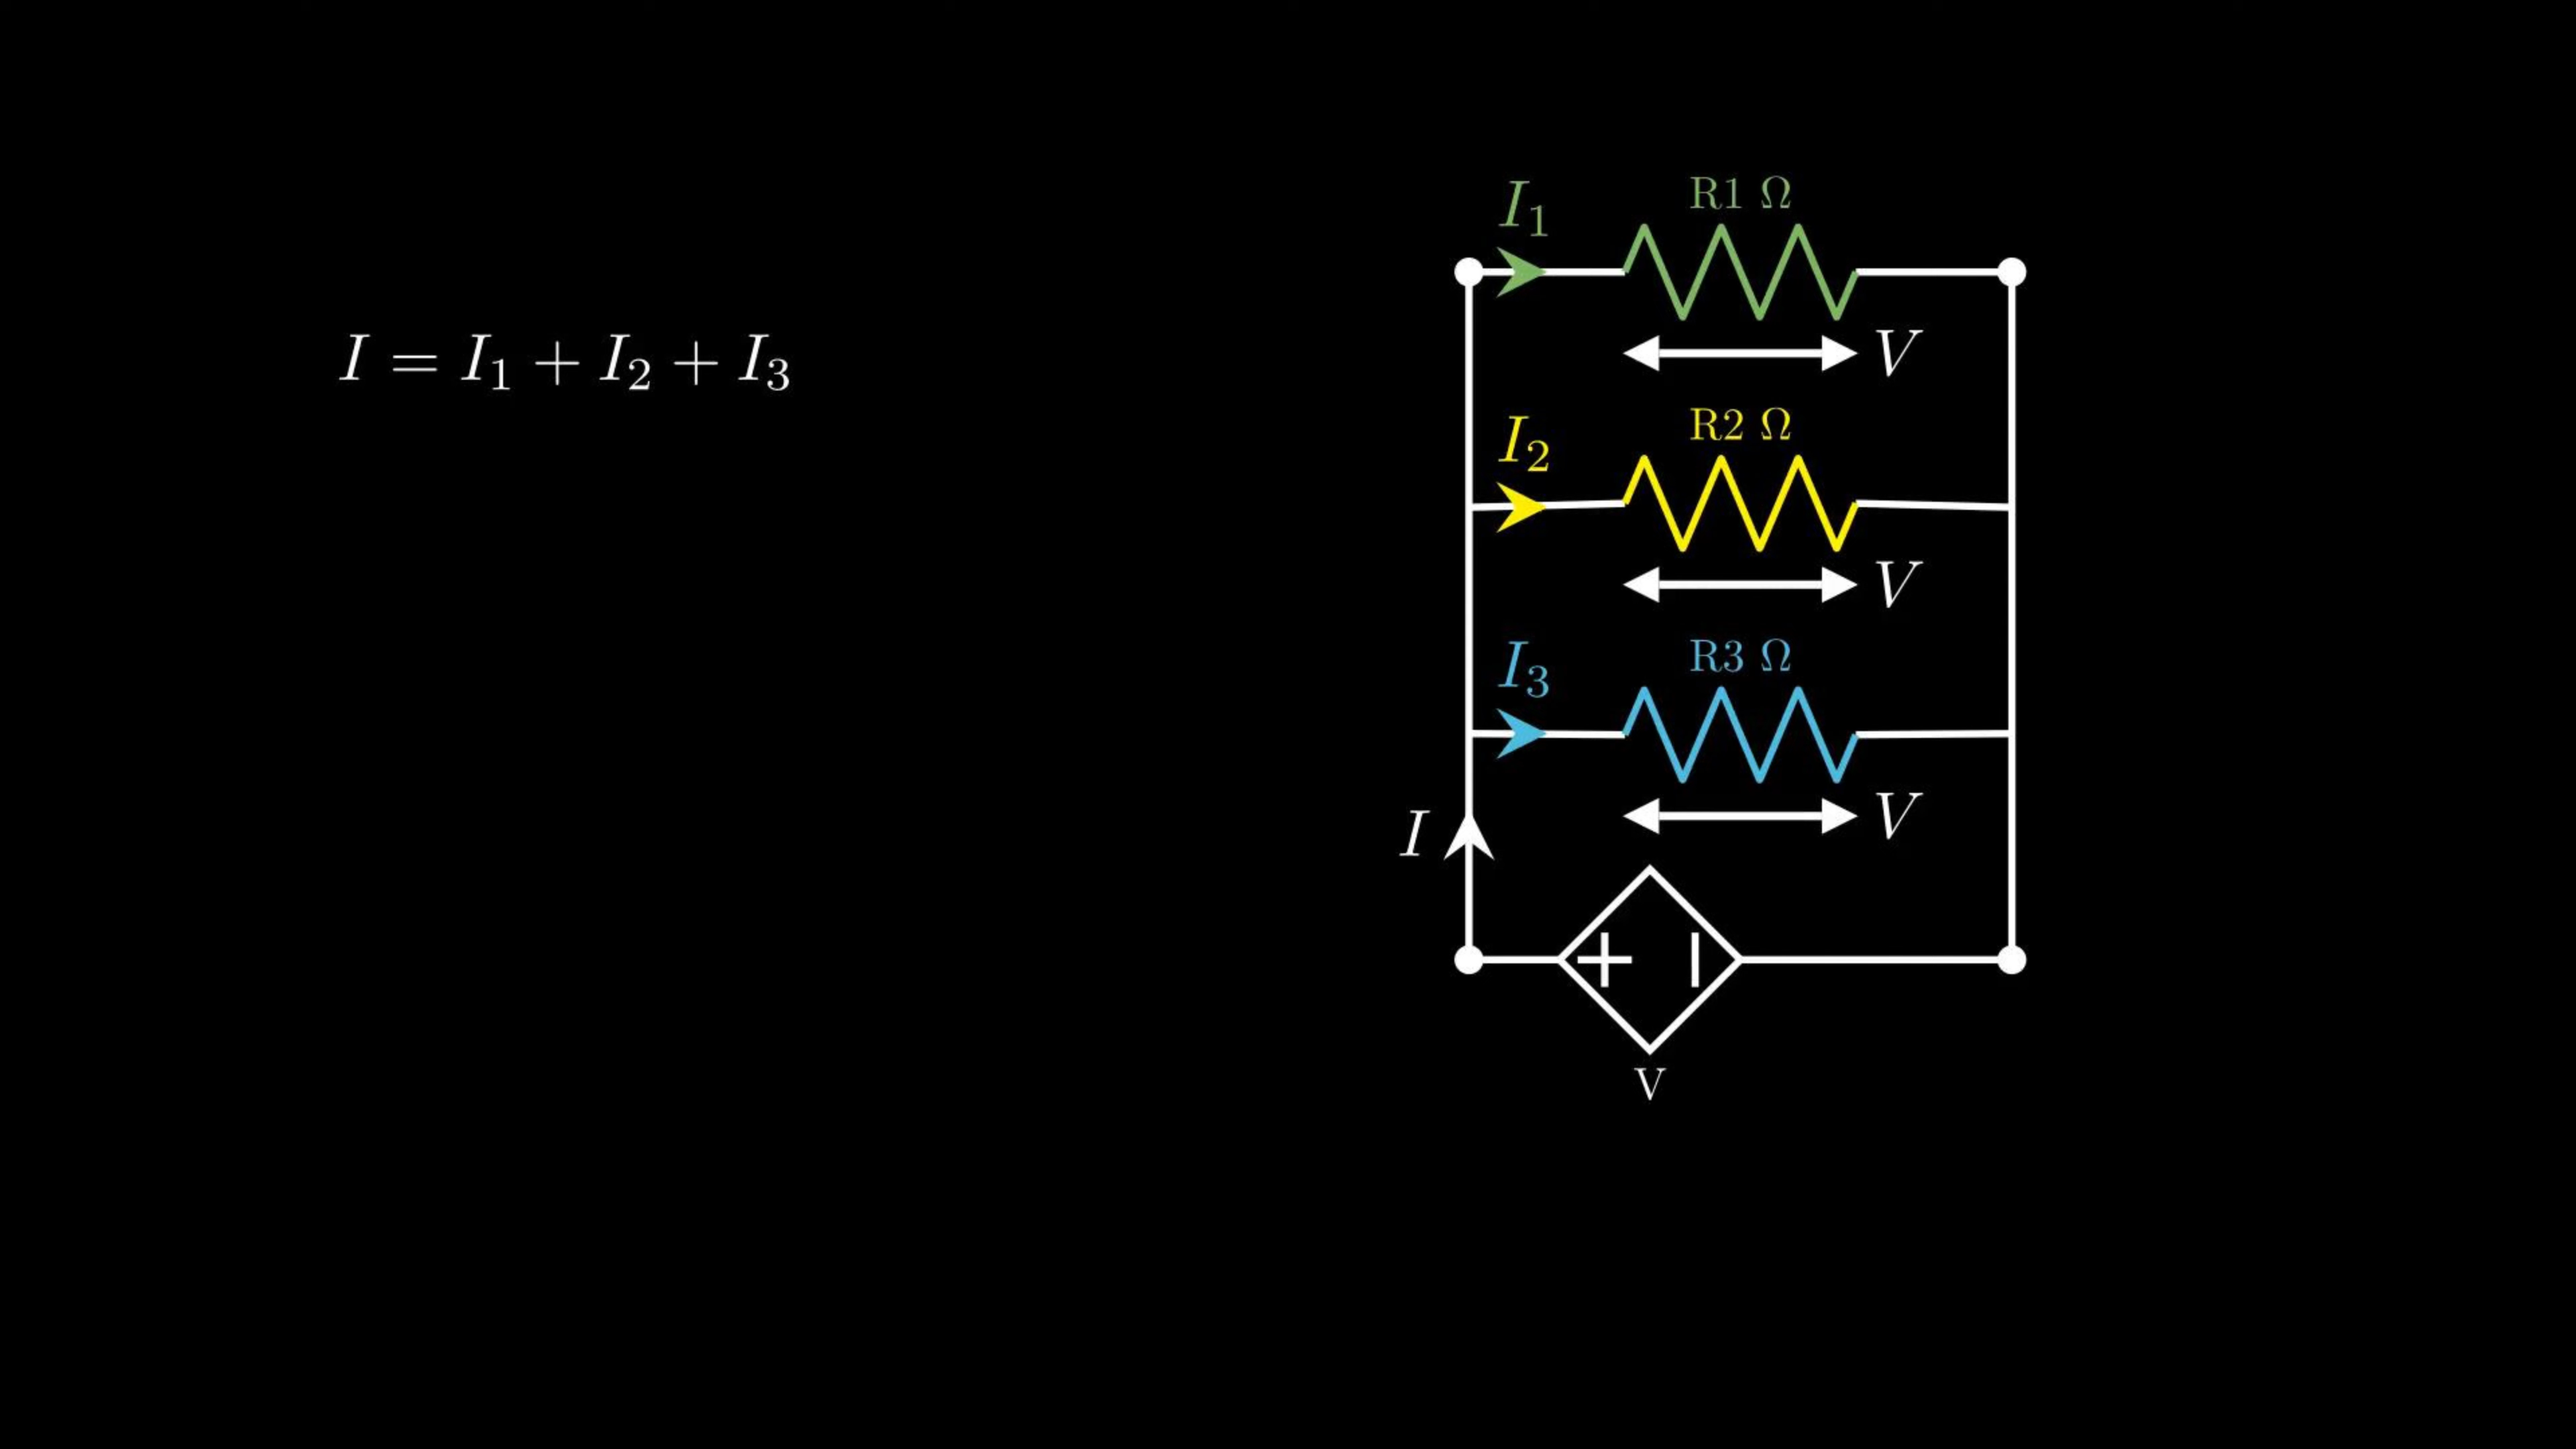 I = I₁ + I₂ + I₃
I₁
R1 Ω
V
I₂
R2 Ω
V
I₃
R3 Ω
V
I
+ −
V